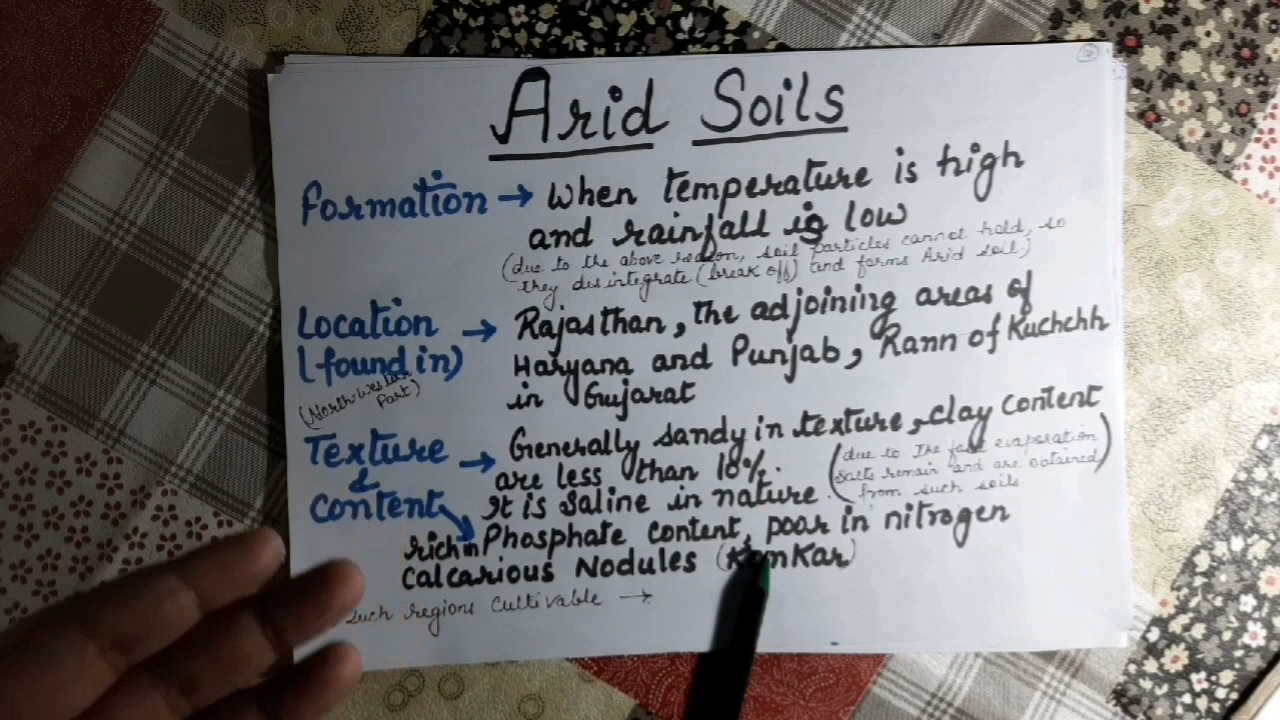 Arid Soils
Formation → When temperature is high
and rainfall is low
(due to the above reason, soil particles cannot hold, so
they disintegrate (break off) and forms Arid soil.)
Location → Rajasthan, the adjoining areas of
(found in) Haryana and Punjab, Rann of Kuchchh
in Gujarat
(North-Western
Part)
Texture → Generally sandy in texture, clay content
& are less than 10%.
(due to The fast evaporation
salts remain and are obtained
from such soils)
Content It is saline in nature.
rich in Phosphate content, poor in nitrogen
Calcarious Nodules (KanKar)
such regions Cultivable →